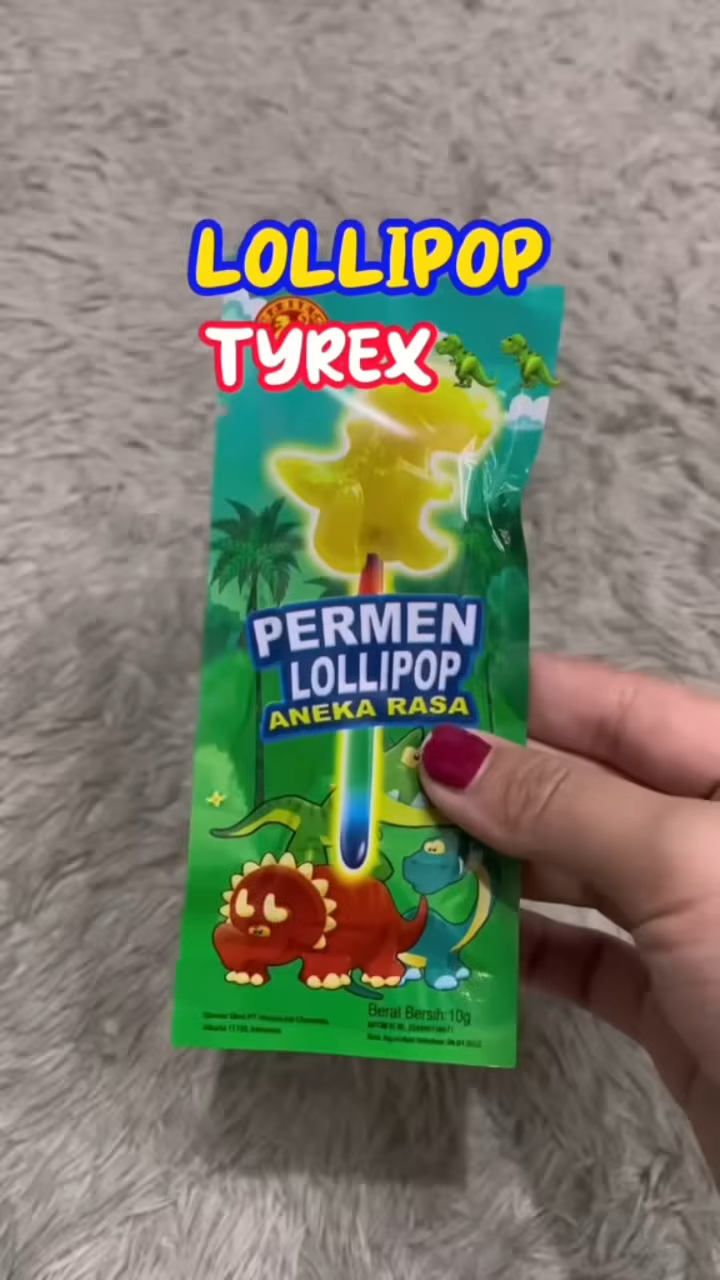 LOLLIPOP
TYREX
PERMEN
LOLLIPOP
ANEKA RASA
Berat Bersih: 10g